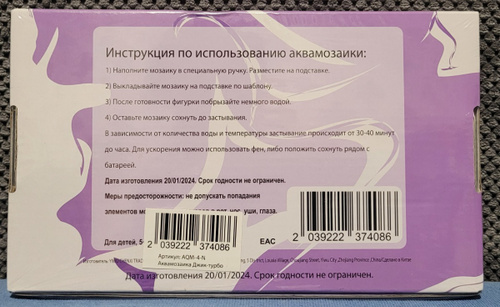 Инструкция по использованию аквамозаики:
1) Наполните мозаику в специальную ручку. Разместите на подставке.
2) Выкладывайте мозаику на подставке по шаблону.
3) После готовности фигурки побрызгайте немного водой.
4) Оставьте мозаику сохнуть до застывания.
В зависимости от количества воды и температуры застывание происходит от 30-40 минут
до часа. Для ускорения можно использовать фен, либо положить сохнуть рядом с
батареей.
Дата изготовления 20/01/2024. Срок годности не ограничен.
Меры предосторожности: не допускать попадания
элементов уши, глаза.
Для детей,
2 039222 374086
EAC
2 039222 374086
Артикул: AQM-4-N
Аквамозаика Джак-турбо
Изготовитель
Дата изготовления 20/01/2024. Срок годности не ограничен.